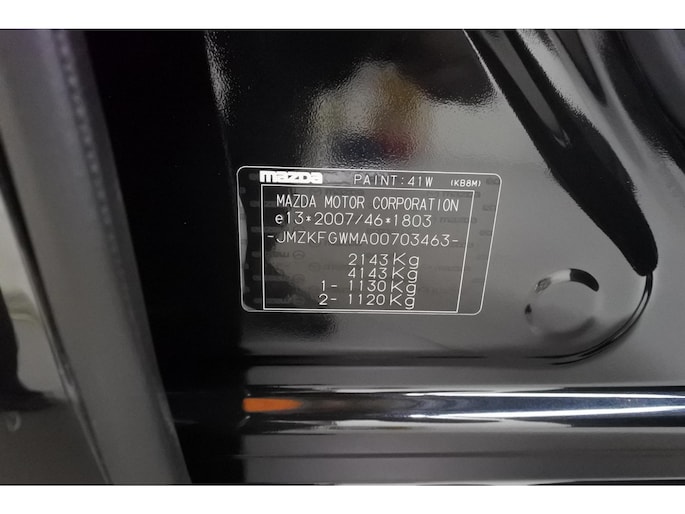 mazda PAINT:41W (KB8M)
MAZDA MOTOR CORPORATION
e13*2007/46*1803
-JMZKFGWMA00703463-
2143Kg
4143Kg
1- 1130Kg
2- 1120Kg